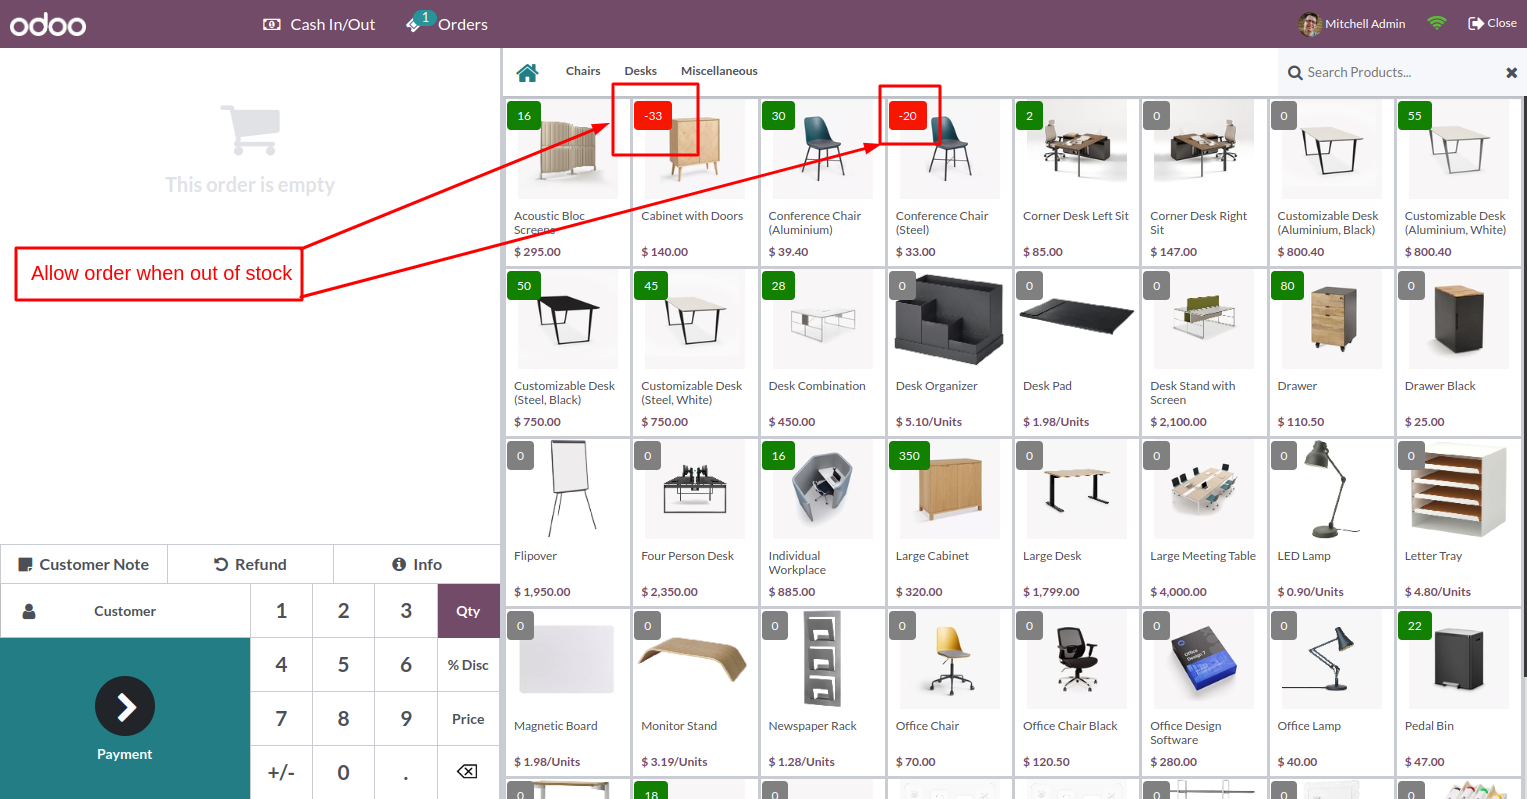 odoo
Cash In/Out
1
Orders
Mitchell Admin
Close
Chairs
Desks
Miscellaneous
Search Products...
This order is empty
Allow order when out of stock
16
-33
30
-20
2
0
0
55
Acoustic Bloc
Screens
Cabinet with Doors
Conference Chair
(Aluminium)
Conference Chair
(Steel)
Corner Desk Left Sit
Corner Desk Right
Sit
Customizable Desk
(Aluminium, Black)
Customizable Desk
(Aluminium, White)
$ 295.00
$ 140.00
$ 39.40
$ 33.00
$ 85.00
$ 147.00
$ 800.40
$ 800.40
50
45
28
0
0
0
80
0
Customizable Desk
(Steel, Black)
Customizable Desk
(Steel, White)
Desk Combination
Desk Organizer
Desk Pad
Desk Stand with
Screen
Drawer
Drawer Black
$ 750.00
$ 750.00
$ 450.00
$ 5.10/Units
$ 1.98/Units
$ 2,100.00
$ 110.50
$ 25.00
0
0
16
350
0
0
0
0
Flipover
Four Person Desk
Individual
Workplace
Large Cabinet
Large Desk
Large Meeting Table
LED Lamp
Letter Tray
$ 1,950.00
$ 2,350.00
$ 885.00
$ 320.00
$ 1,799.00
$ 4,000.00
$ 0.90/Units
$ 4.80/Units
0
0
0
0
0
0
0
22
Office
Design 7
Magnetic Board
Monitor Stand
Newspaper Rack
Office Chair
Office Chair Black
Office Design
Software
Office Lamp
Pedal Bin
$ 1.98/Units
$ 3.19/Units
$ 1.28/Units
$ 70.00
$ 120.50
$ 280.00
$ 40.00
$ 47.00
0
18
0
0
0
0
0
0
Customer Note
Refund
Info
Customer
1
2
3
Qty
4
5
6
% Disc
7
8
9
Price
Payment
+/-
0
.